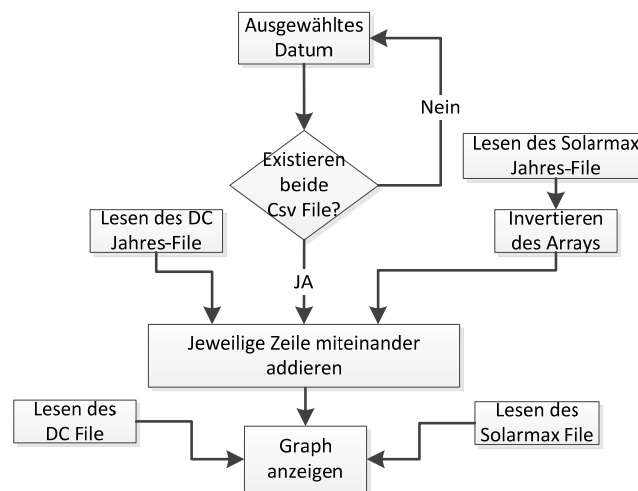 Ausgewähltes
Datum
Nein
Existieren
beide
Csv File?
Lesen des Solarmax
Jahres-File
Lesen des DC
Jahres-File
Invertieren
des Arrays
JA
Jeweilige Zeile miteinander
addieren
Lesen des
DC File
Lesen des
Solarmax File
Graph
anzeigen